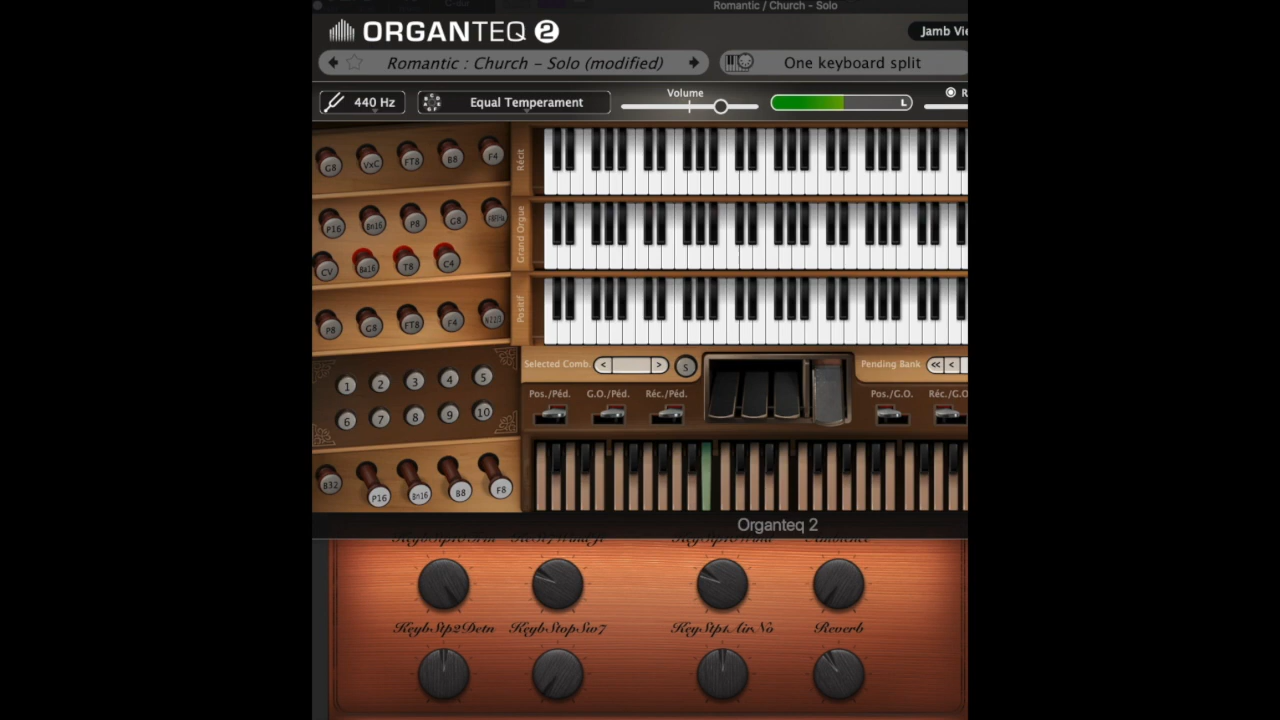 Romantic / Church - Solo
ORGANTEQ 2
Jamb Vie
Romantic : Church – Solo (modified)
One keyboard split
440 Hz
Equal Temperament
Volume
L
R
G8 VxC FT8 B8 F4
Récit
P16 Bn16 P8 G8
Grand Orgue
CV Ba16 T8 C4
P8 G8 FT8 F4
Positif
Selected Comb.
< >
S
Pending Bank
<< <
1 2 3 4 5
Pos./Péd. G.O./Péd. Réc./Péd.
Pos./G.O. Réc./G.O
6 7 8 9 10
B32 P16 Bn16 B8 F8
Organteq 2
Ambience
KeybStp2Detn KeybStopSw7 KeyStp1AirNo Reverb